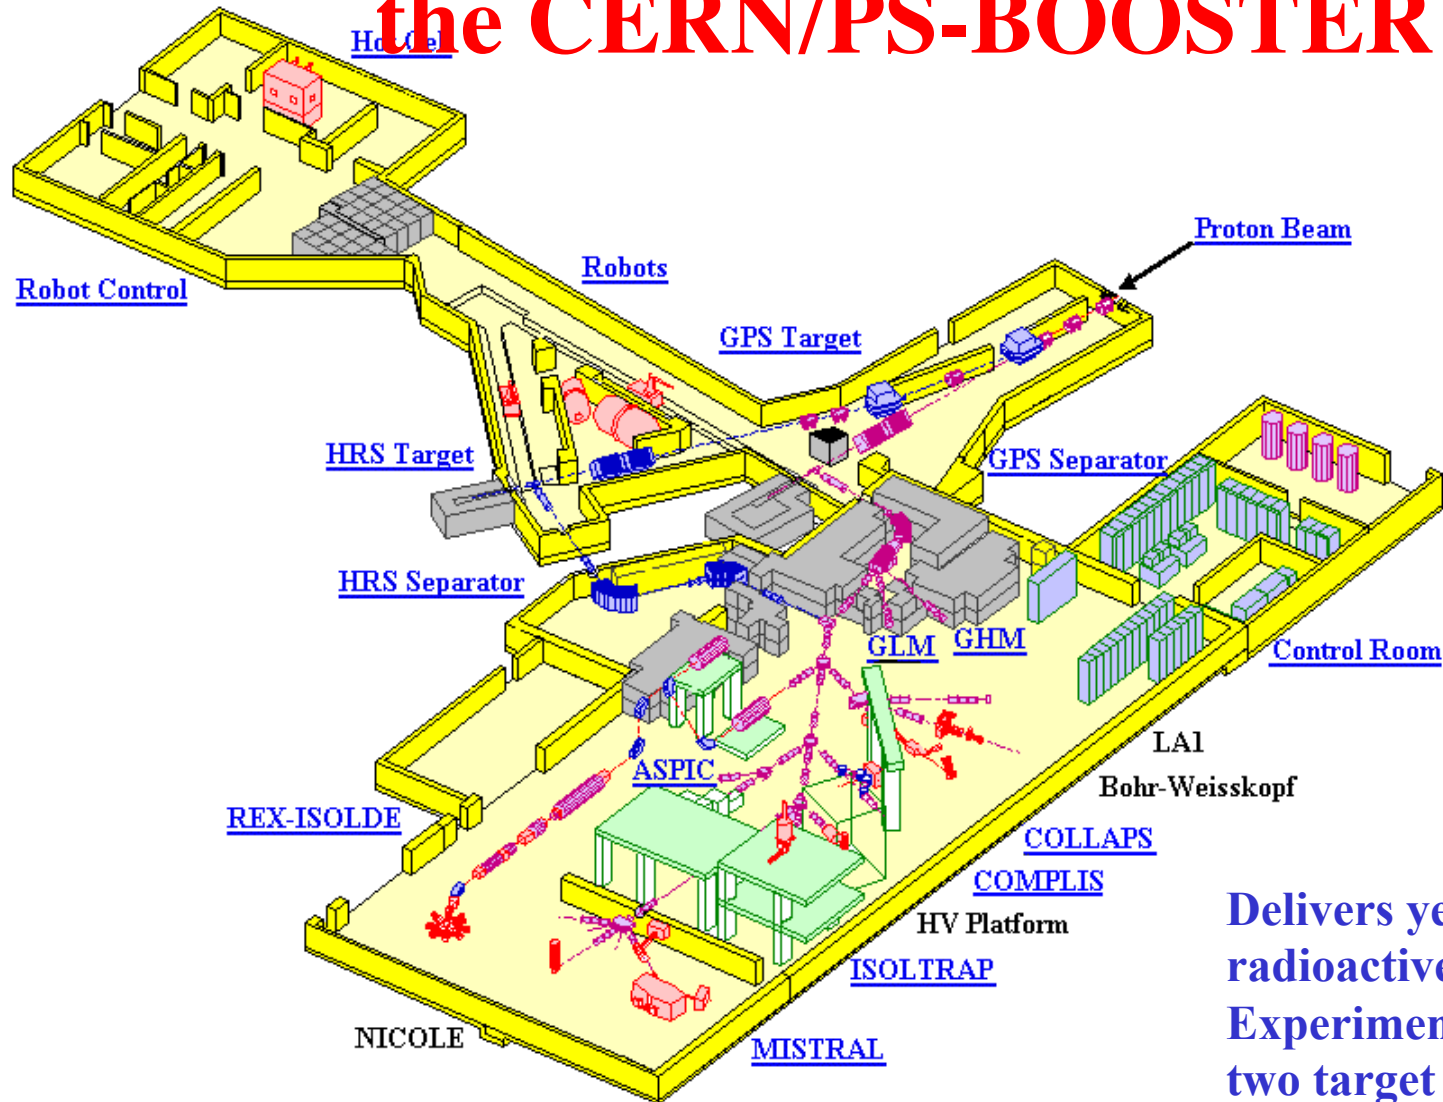 the CERN/PS-BOOSTER
Hot Cell
Proton Beam
Robots
Robot Control
GPS Target
HRS Target
GPS Separator
HRS Separator
GLM
GHM
Control Room
LA1
ASPIC
Bohr-Weisskopf
REX-ISOLDE
COLLAPS
COMPLIS
HV Platform
ISOLTRAP
NICOLE
MISTRAL
Delivers
radioactive
two target